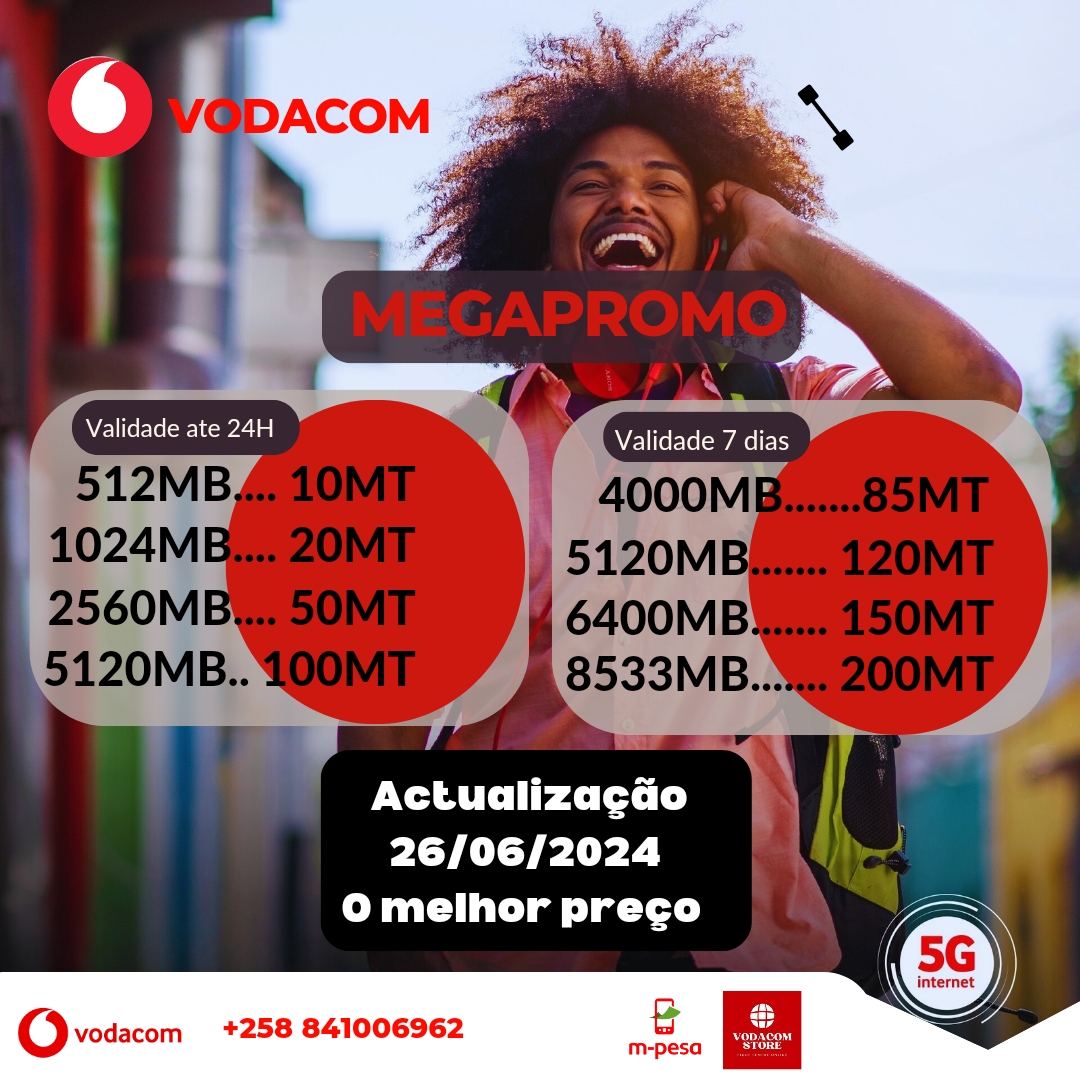 VODACOM
MEGAPROMO
Validade ate 24H
512MB.... 10MT
1024MB.... 20MT
2560MB.... 50MT
5120MB.. 100MT
Validade 7 dias
4000MB.......85MT
5120MB....... 120MT
6400MB....... 150MT
8533MB....... 200MT
Actualização
26/06/2024
O melhor preço
5G
internet
vodacom
+258 841006962
m-pesa
VODACOM
STORE